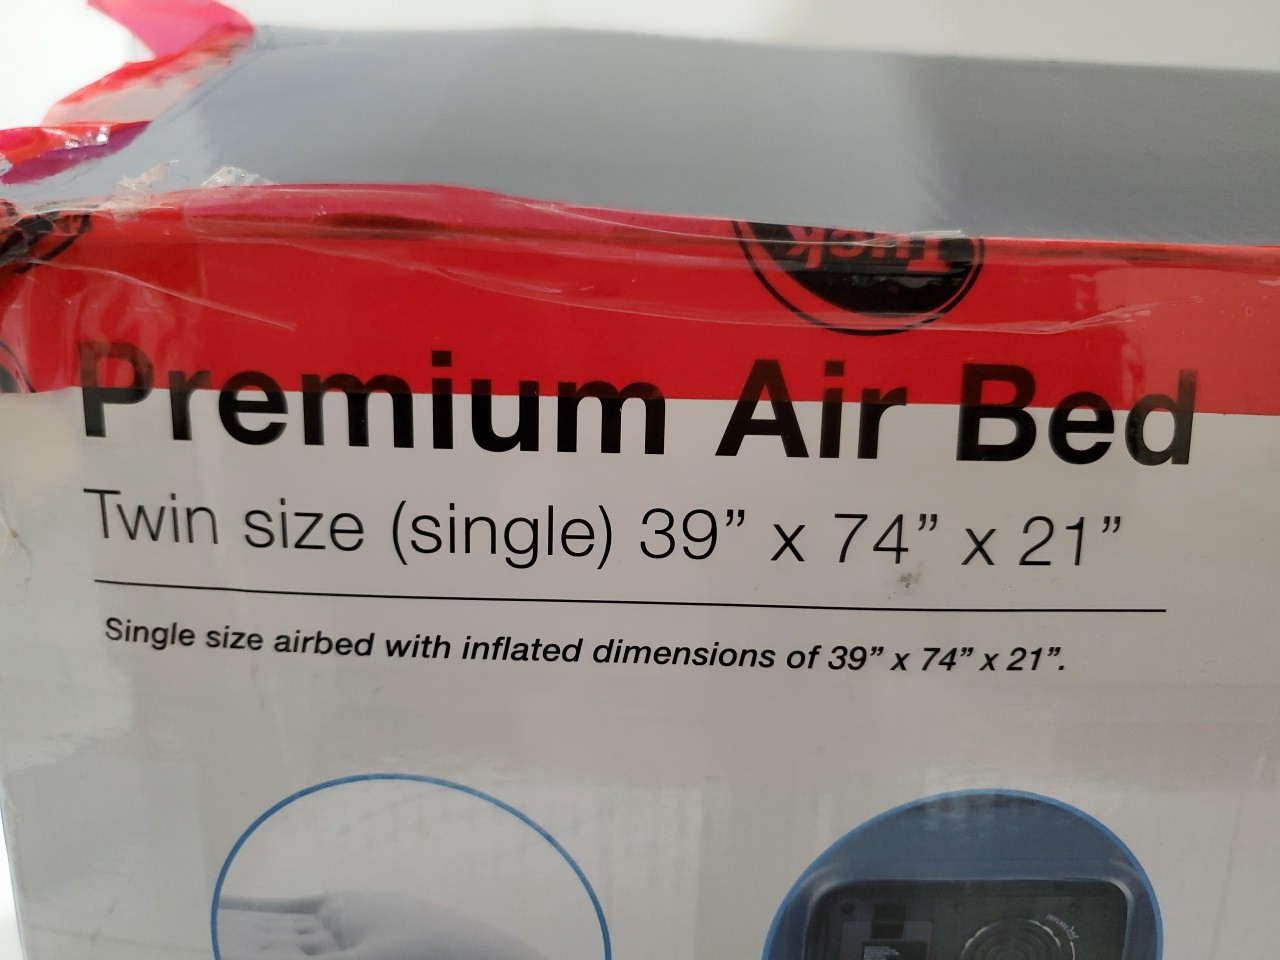 Premium Air Bed
Twin size (single) 39” x 74” x 21”
Single size airbed with inflated dimensions of 39” x 74” x 21”.